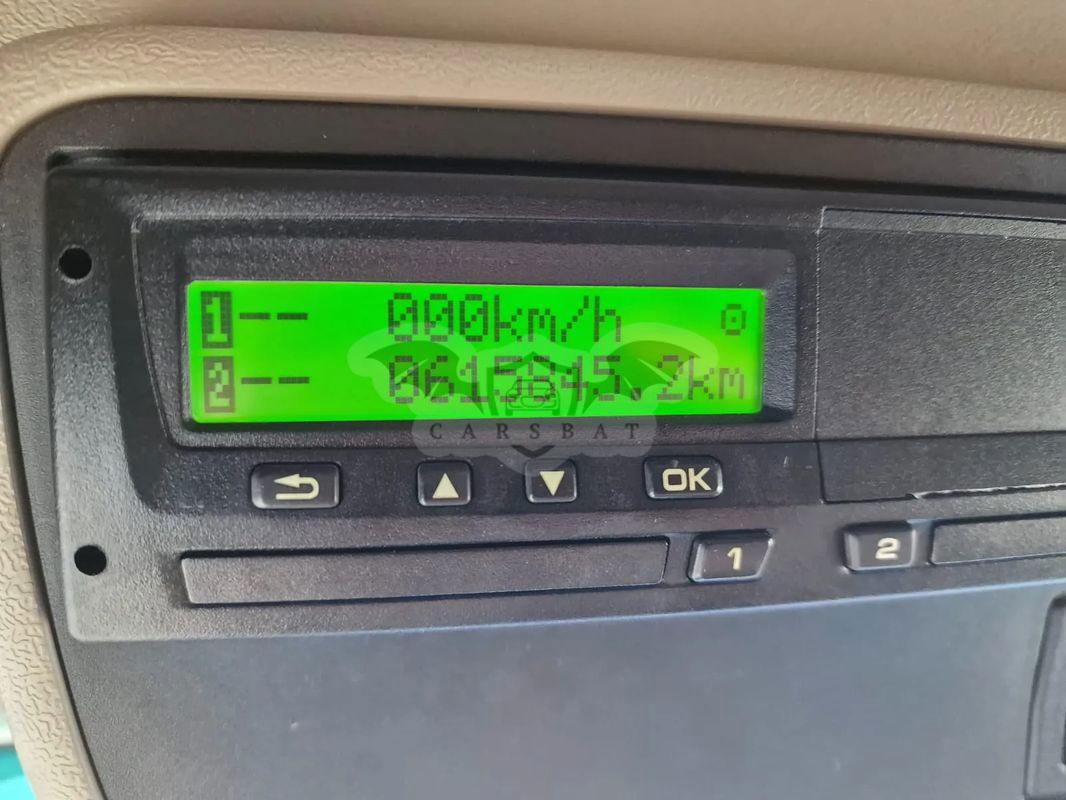 1-- 000km/h
2--
CARSBAT
OK
1
2